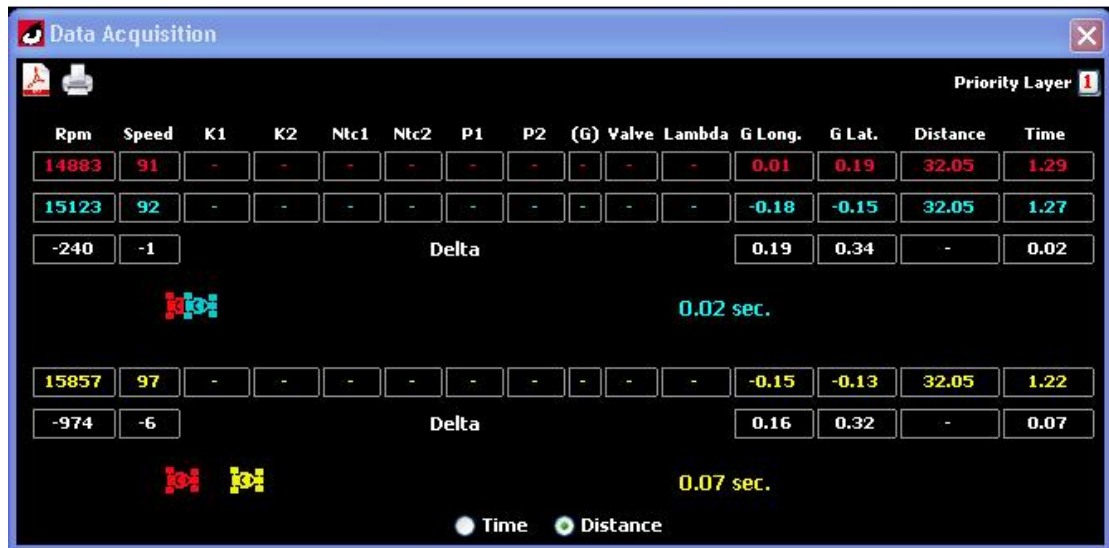 Data Acquisition
Priority Layer 1
Rpm Speed K1 K2 Ntc1 Ntc2 P1 P2 (G) Valve Lambda G Long. G Lat. Distance Time
14883 91 - - - - - - - - - 0.01 0.19 32.05 1.29
15123 92 - - - - - - - - - -0.18 -0.15 32.05 1.27
-240 -1 Delta 0.19 0.34 - 0.02
0.02 sec.
15857 97 - - - - - - - - - -0.15 -0.13 32.05 1.22
-974 -6 Delta 0.16 0.32 - 0.07
0.07 sec.
Time Distance